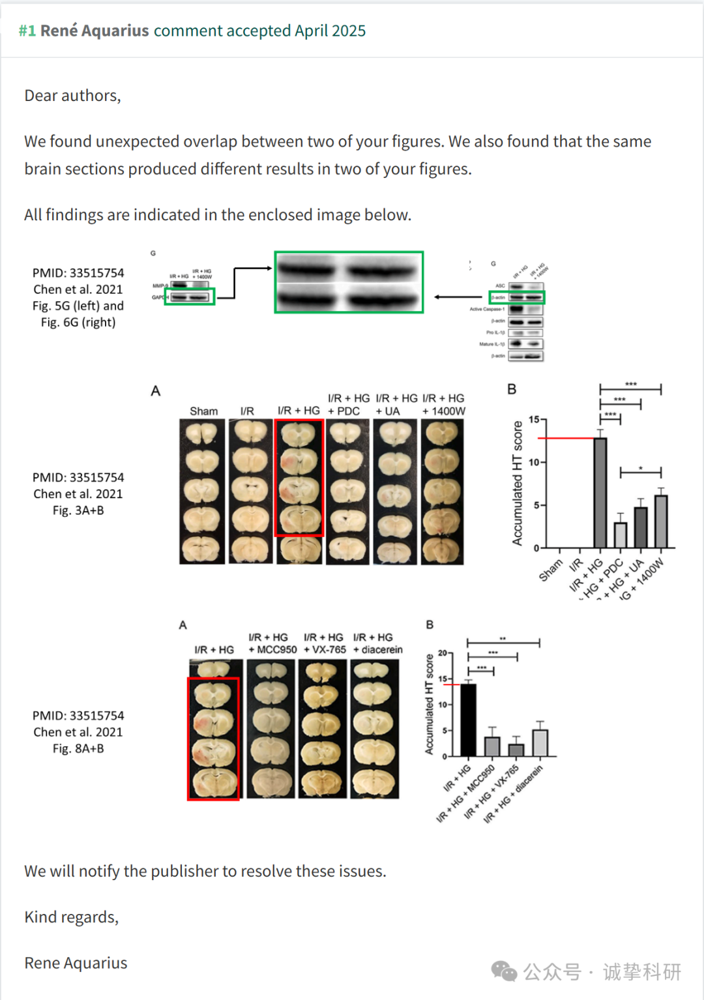 #1 René Aquarius comment accepted April 2025
Dear authors,
We found unexpected overlap between two of your figures. We also found that the same
brain sections produced different results in two of your figures.
All findings are indicated in the enclosed image below.
PMID: 33515754
Chen et al. 2021
Fig. 5G (left) and
Fig. 6G (right)
G
I/R + HG
I/R + HG
+ 1400W
MMP-9
GAPDH
G
I/R + HG
I/R + HG
+ 1400W
ASC
β-actin
Active Caspase-1
β-actin
Pro IL-1β
Mature IL-1β
β-actin
PMID: 33515754
Chen et al. 2021
Fig. 3A+B
A
Sham
I/R
I/R + HG
I/R + HG
+ PDC
I/R + HG
+ UA
I/R + HG
+ 1400W
B
***
***
***
*
Accumulated HT score
15
10
5
0
Sham
I/R
I/R + HG
HG + PDC
+ HG + UA
HG + 1400W
PMID: 33515754
Chen et al. 2021
Fig. 8A+B
A
I/R + HG
I/R + HG
+ MCC950
I/R + HG
+ VX-765
I/R + HG
+ diacerein
B
**
***
***
Accumulated HT score
20
15
10
5
0
I/R + HG
I/R + HG + MCC950
I/R + HG + VX-765
I/R + HG + diacerein
We will notify the publisher to resolve these issues.
Kind regards,
Rene Aquarius
公众号 · 诚挚科研